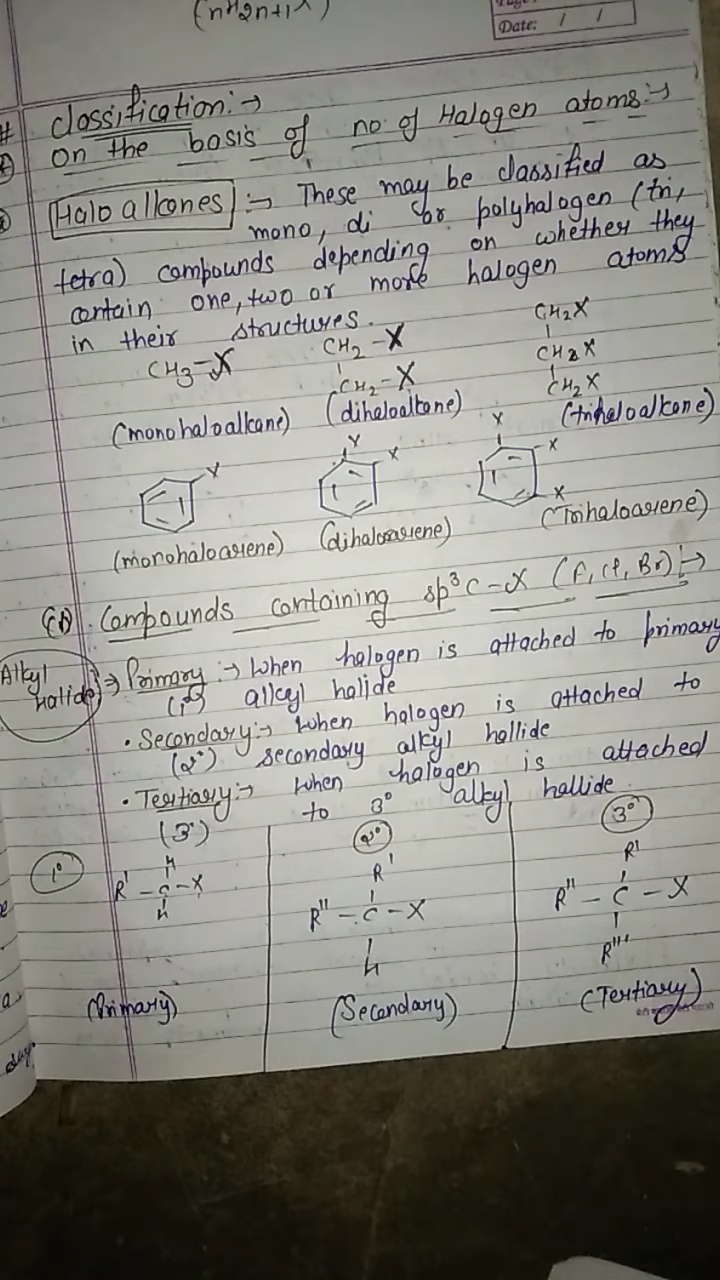 (nH2n+1X)
Date: / /
# Classification :→
On the basis of no of Halogen atoms :→
Halo alkanes :→ These may be classified as
mono, di or polyhalogen (tri,
tetra) compounds depending on whether they
contain one, two or more halogen atoms
in their structures.
CH3-X
CH2-X
CH2-X
CH2X
CH2X
CH2X
(monohaloalkane) (dihaloalkane) (trihaloalkane)
X
X X
X X X
(monohaloarene) (dihaloarene) (Trihaloarene)
Compounds containing sp³ C-X (F, Cl, Br) :→
Alkyl
halide → Primary :→ When halogen is attached to primary
(1°) alkyl halide
• Secondary :→ When halogen is attached to
(2°) secondary alkyl hallide
• Tertiary :→ When halogen is attached
(3°) to 3° alkyl hallide.
1° 2° 3°
H
R' - C - X
H
R'
R" - C - X
H
R'
R" - C - X
R"'
(Primary) (Secondary) (Tertiary)